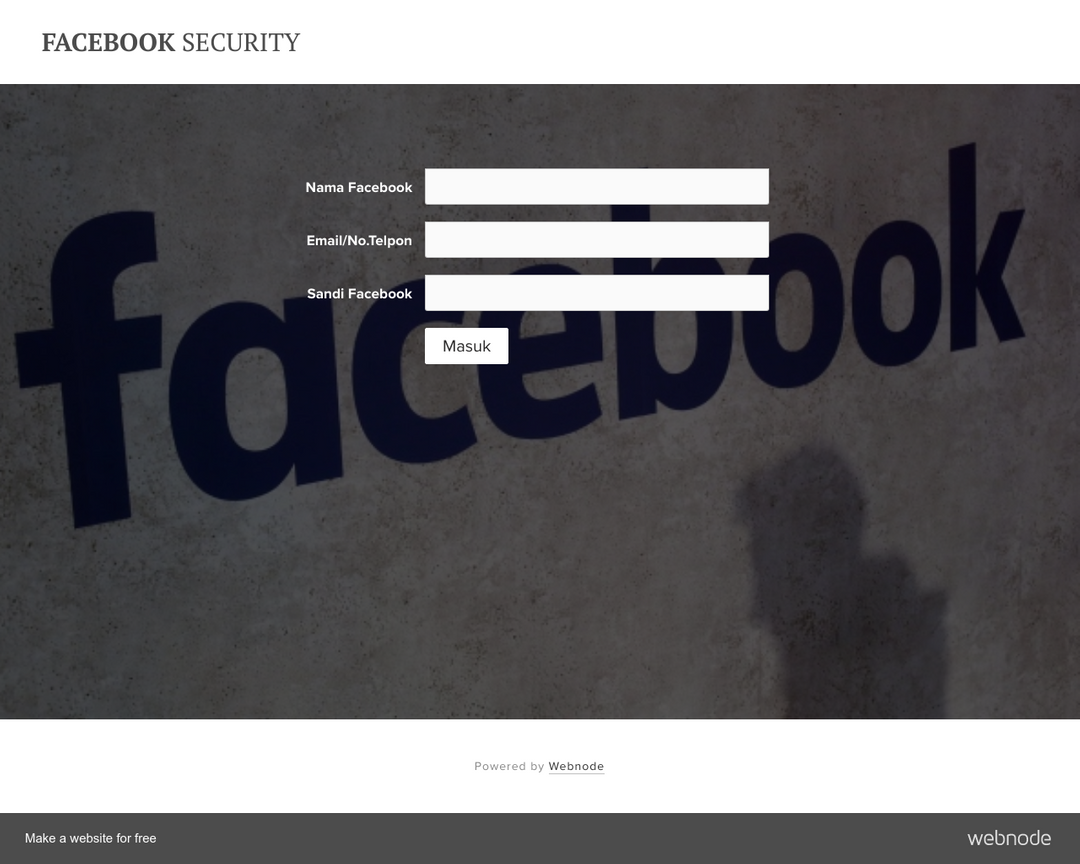 FACEBOOK SECURITY
facebook
Nama Facebook
Email/No.Telpon
Sandi Facebook
Masuk
Powered by Webnode
Make a website for free
webnode